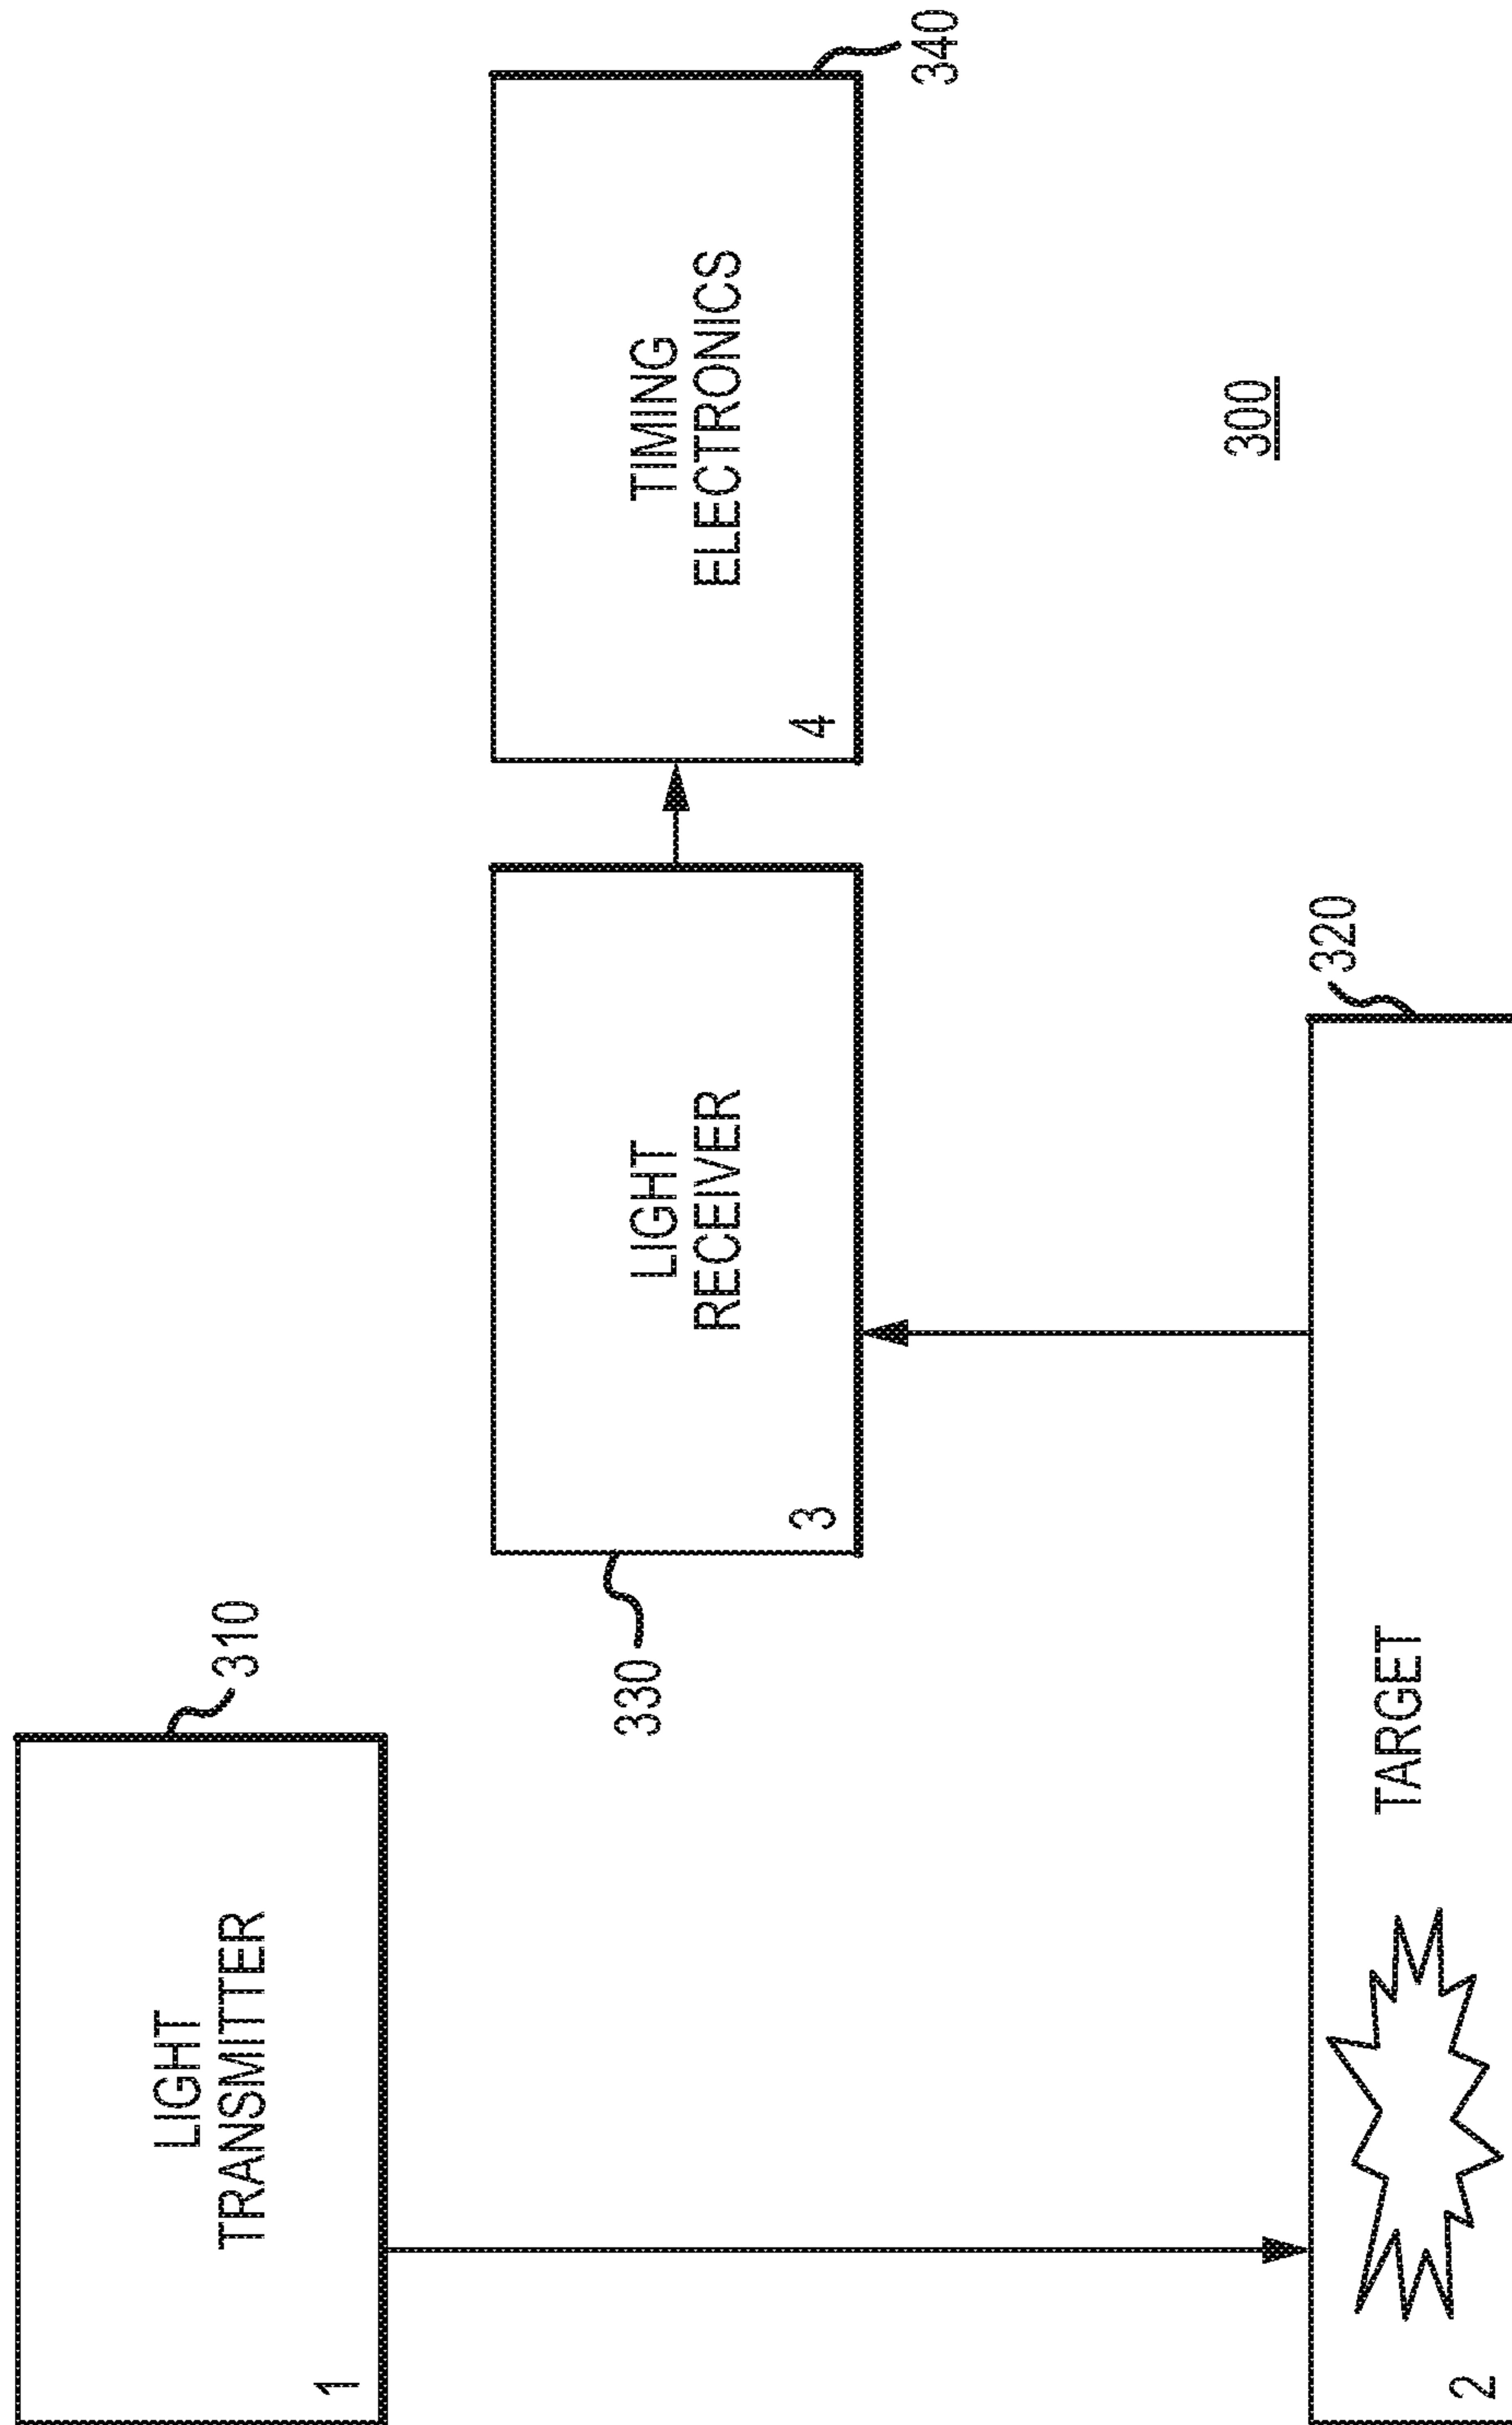 LIGHT
TRANSMITTER
1
310
LIGHT
RECEIVER
3
330
TIMING
ELECTRONICS
4
340
TARGET
2
320
300